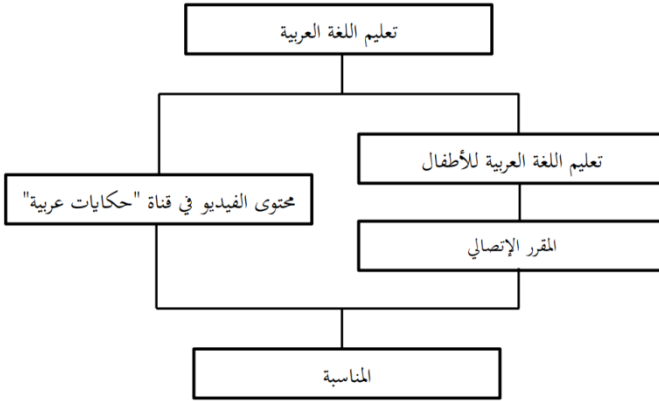 تعليم اللغة العربية
تعليم اللغة العربية للأطفال
محتوى الفيديو في قناة "حكايات عربية"
المقرر الإتصالي
المناسبة